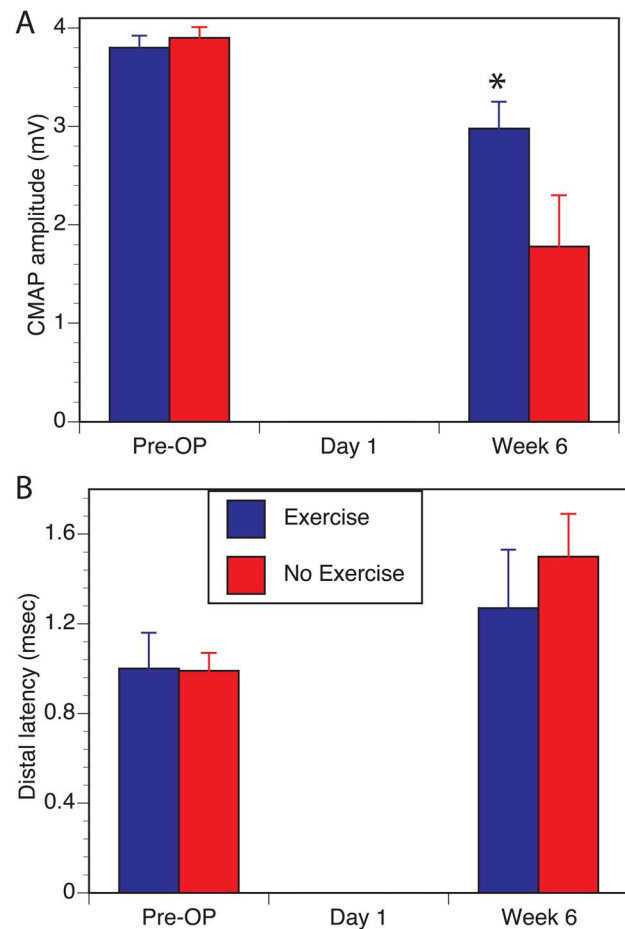 A
4
3
2
1
0
CMAP amplitude (mV)
*
Pre-OP Day 1 Week 6
B
Exercise
No Exercise
1.6
1.2
0.8
0.4
0
Distal latency (msec)
Pre-OP Day 1 Week 6